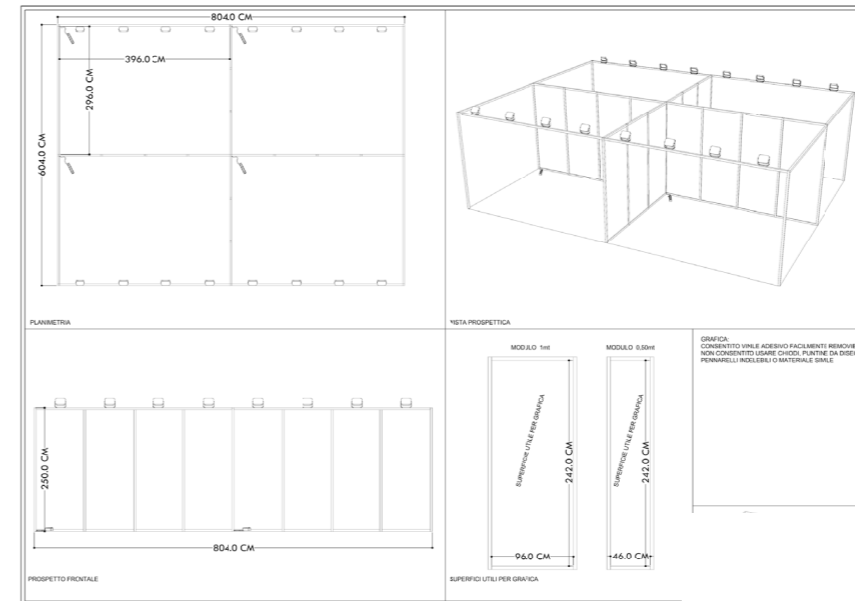 804.0 CM
396.0 CM
296.0 CM
604.0 CM
PLANIMETRIA
VISTA PROSPETTICA
250.0 CM
804.0 CM
PROSPETTO FRONTALE
MODULO 1mt
MODULO 0,50mt
SUPERFICIE UTILE PER GRAFICA
242.0 CM
SUPERFICIE UTILE PER GRAFICA
242.0 CM
96.0 CM
46.0 CM
SUPERFICI UTILI PER GRAFICA
GRAFICA:
CONSENTITO VINILE ADESIVO FACILMENTE REMOVIB
NON CONSENTITO USARE CHIODI, PUNTINE DA DISE
PENNARELLI INDELEBILI O MATERIALE SIMILE